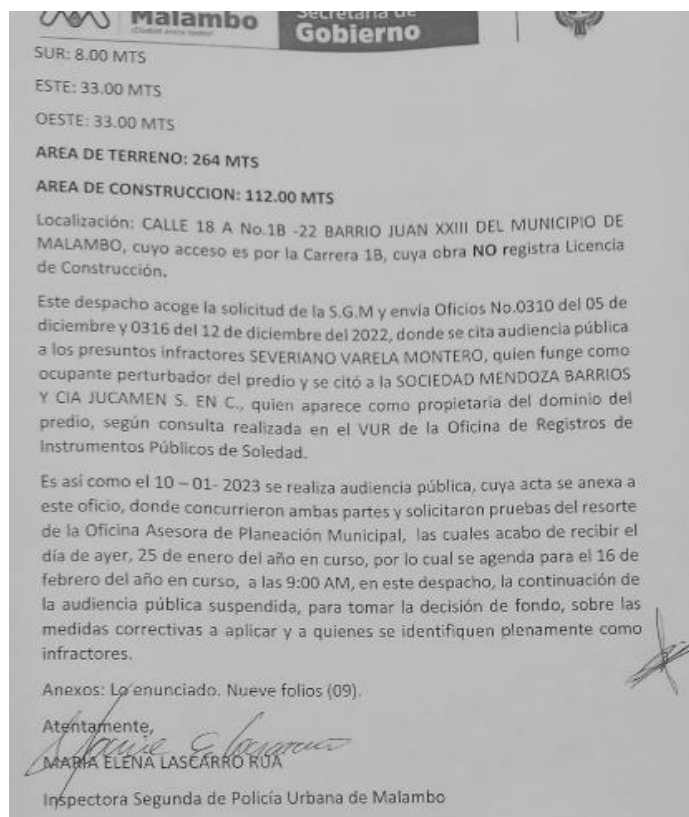 Malambo
¡Ciudad entre todos!
Secretaría de
Gobierno
SUR: 8.00 MTS
ESTE: 33.00 MTS
OESTE: 33.00 MTS
AREA DE TERRENO: 264 MTS
AREA DE CONSTRUCCION: 112.00 MTS
Localización: CALLE 18 A No.1B -22 BARRIO JUAN XXIII DEL MUNICIPIO DE
MALAMBO, cuyo acceso es por la Carrera 1B, cuya obra NO registra Licencia
de Construcción.
Este despacho acoge la solicitud de la S.G.M y envía Oficios No.0310 del 05 de
diciembre y 0316 del 12 de diciembre del 2022, donde se cita audiencia pública
a los presuntos infractores SEVERIANO VARELA MONTERO, quien funge como
ocupante perturbador del predio y se citó a la SOCIEDAD MENDOZA BARRIOS
Y CIA JUCAMEN S. EN C., quien aparece como propietaria del dominio del
predio, según consulta realizada en el VUR de la Oficina de Registros de
Instrumentos Públicos de Soledad.
Es así como el 10 – 01- 2023 se realiza audiencia pública, cuya acta se anexa a
este oficio, donde concurrieron ambas partes y solicitaron pruebas del resorte
de la Oficina Asesora de Planeación Municipal, las cuales acabo de recibir el
día de ayer, 25 de enero del año en curso, por lo cual se agenda para el 16 de
febrero del año en curso, a las 9:00 AM, en este despacho, la continuación de
la audiencia pública suspendida, para tomar la decisión de fondo, sobre las
medidas correctivas a aplicar y a quienes se identifiquen plenamente como
infractores.
Anexos: Lo enunciado. Nueve folios (09).
Atentamente,
MARIA ELENA LASCARRO RUA
Inspectora Segunda de Policía Urbana de Malambo